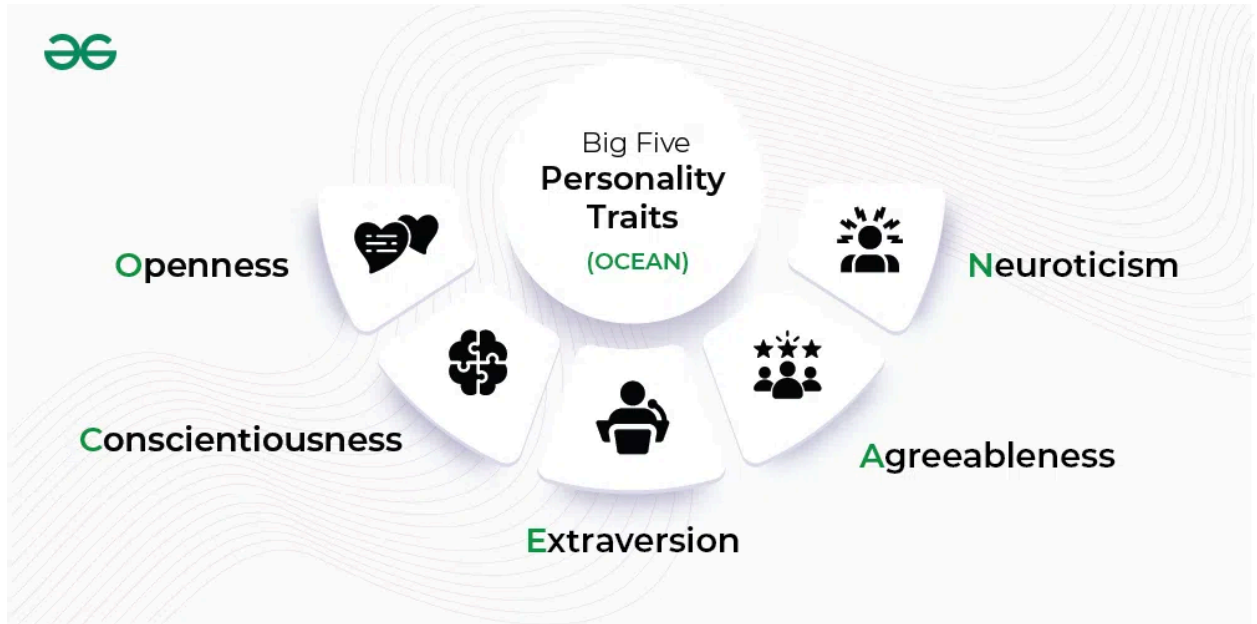 Big Five
Personality
Traits
(OCEAN)
Openness
Conscientiousness
Extraversion
Agreeableness
Neuroticism